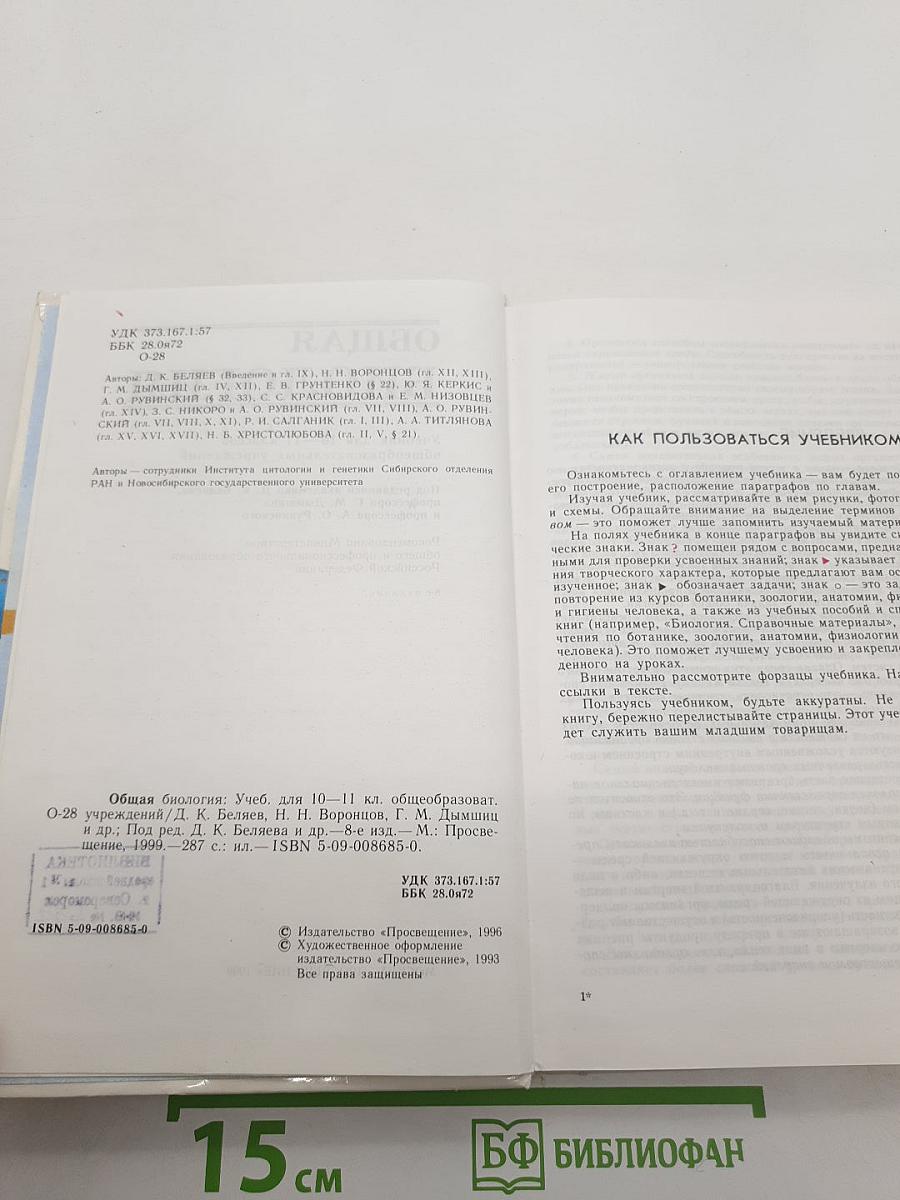 УДК 373.167.1:57
ББК 28.0я72
О-28
Авторы: Д. К. БЕЛЯЕВ (Введение и гл. IX), Н. Н. ВОРОНЦОВ (гл. XII, XIII),
Г. М. ДЫМШИЦ (гл. IV, XII), Е. В. ГРУНТЕНКО (§ 22), Ю. Я. КЕРКИС и
А. О. РУВИНСКИЙ (§ 32, 33), С. С. КРАСНОВИДОВА и Е. М. НИЗОВЦЕВ
(гл. XIV), З. С. НИКОРО и А. О. РУВИНСКИЙ (гл. VII, VIII), А. О. РУВИН-
СКИЙ (гл. VII, VIII, X, XI), Р. И. САЛГАНИК (гл. I, III), А. А. ТИТЛЯНОВА
(гл. XV, XVI, XVII), Н. Б. ХРИСТОЛЮБОВА (гл. II, V, § 21).
Авторы — сотрудники Института цитологии и генетики Сибирского отделения
РАН и Новосибирского государственного университета
Общая биология: Учеб. для 10—11 кл. общеобразоват.
О-28 учреждений/Д. К. Беляев, Н. Н. Воронцов, Г. М. Дымшиц
и др.; Под ред. Д. К. Беляева и др.—8-е изд.— М.: Просве-
щение, 1999.—287 с.: ил.— ISBN 5-09-008685-0.
УДК 373.167.1:57
ББК 28.0я72
ISBN 5-09-008685-0
© Издательство «Просвещение», 1996
© Художественное оформление
издательство «Просвещение», 1993
Все права защищены
КАК ПОЛЬЗОВАТЬСЯ УЧЕБНИКОМ
Ознакомьтесь с оглавлением учебника — вам будет по
его построение, расположение параграфов по главам.
Изучая учебник, рассматривайте в нем рисунки, фотог
и схемы. Обращайте внимание на выделение терминов
вом — это поможет лучше запомнить изучаемый матери
На полях учебника в конце параграфов вы увидите си
ческие знаки. Знак ? помещен рядом с вопросами, предна
ными для проверки усвоенных знаний; знак ▶ указывает
ния творческого характера, которые предлагают вам ос
изученное; знак ▶ обозначает задачи; знак ○ — это за
повторение из курсов ботаники, зоологии, анатомии, фи
и гигиены человека, а также из учебных пособий и сп
книг (например, «Биология. Справочные материалы»,
чтения по ботанике, зоологии, анатомии, физиологии
человека). Это поможет лучшему усвоению и закрепл
денного на уроках.
Внимательно рассмотрите форзацы учебника. На
ссылки в тексте.
Пользуясь учебником, будьте аккуратны. Не
книгу, бережно перелистывайте страницы. Этот уче
дет служить вашим младшим товарищам.
1*
15 см
БФ БИБЛИОФАН